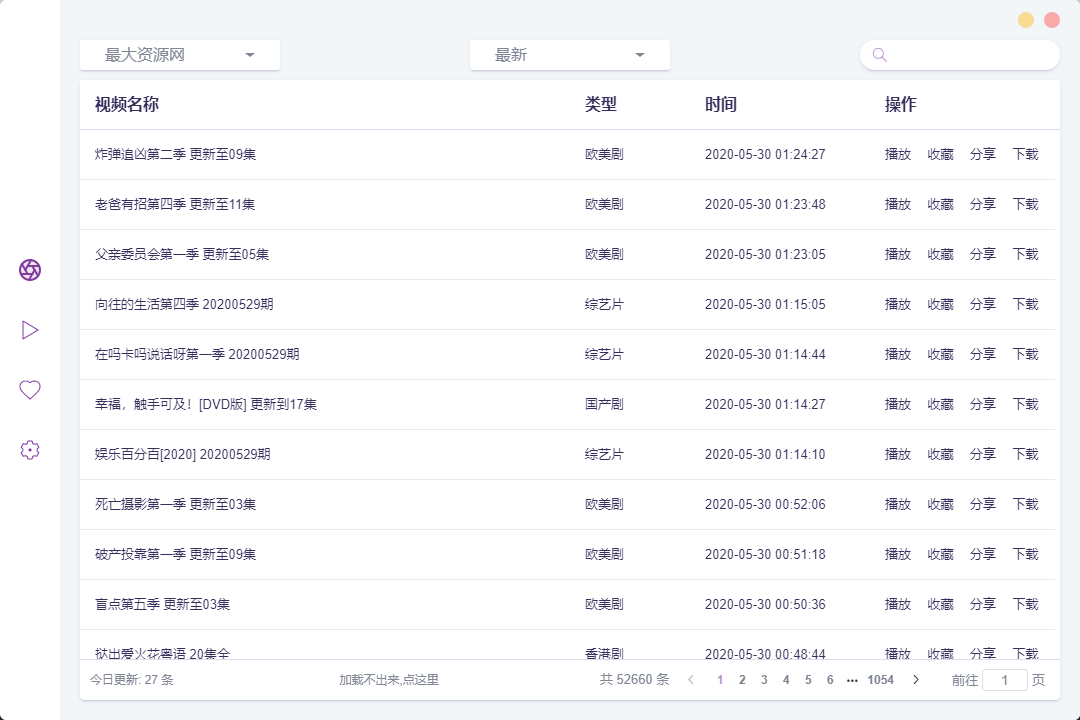 最大资源网 最新
视频名称 类型 时间 操作
炸弹追凶第二季 更新至09集 欧美剧 2020-05-30 01:24:27 播放 收藏 分享 下载
老爸有招第四季 更新至11集 欧美剧 2020-05-30 01:23:48 播放 收藏 分享 下载
父亲委员会第一季 更新至05集 欧美剧 2020-05-30 01:23:05 播放 收藏 分享 下载
向往的生活第四季 20200529期 综艺片 2020-05-30 01:15:05 播放 收藏 分享 下载
在吗卡吗说话呀第一季 20200529期 综艺片 2020-05-30 01:14:44 播放 收藏 分享 下载
幸福，触手可及！[DVD版] 更新到17集 国产剧 2020-05-30 01:14:27 播放 收藏 分享 下载
娱乐百分百[2020] 20200529期 综艺片 2020-05-30 01:14:10 播放 收藏 分享 下载
死亡摄影第一季 更新至03集 欧美剧 2020-05-30 00:52:06 播放 收藏 分享 下载
破产投靠第一季 更新至09集 欧美剧 2020-05-30 00:51:18 播放 收藏 分享 下载
盲点第五季 更新至03集 欧美剧 2020-05-30 00:50:36 播放 收藏 分享 下载
挞出爱火花粤语 20集全 香港剧 2020-05-30 00:48:44 播放 收藏 分享 下载
今日更新: 27 条 加载不出来,点这里 共 52660 条 1 2 3 4 5 6 ••• 1054 前往 1 页